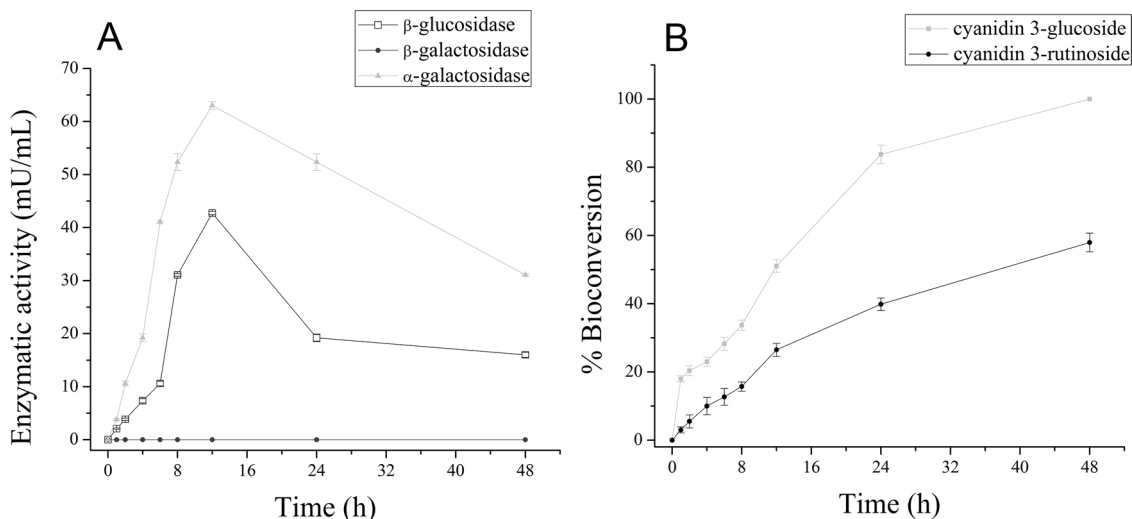 A
β-glucosidase
β-galactosidase
α-galactosidase
70
60
50
40
30
20
10
0
Enzymatic activity (mU/mL)
0 8 16 24 32 40 48
Time (h)
B
cyanidin 3-glucoside
cyanidin 3-rutinoside
100
80
60
40
20
0
% Bioconversion
0 8 16 24 32 40 48
Time (h)